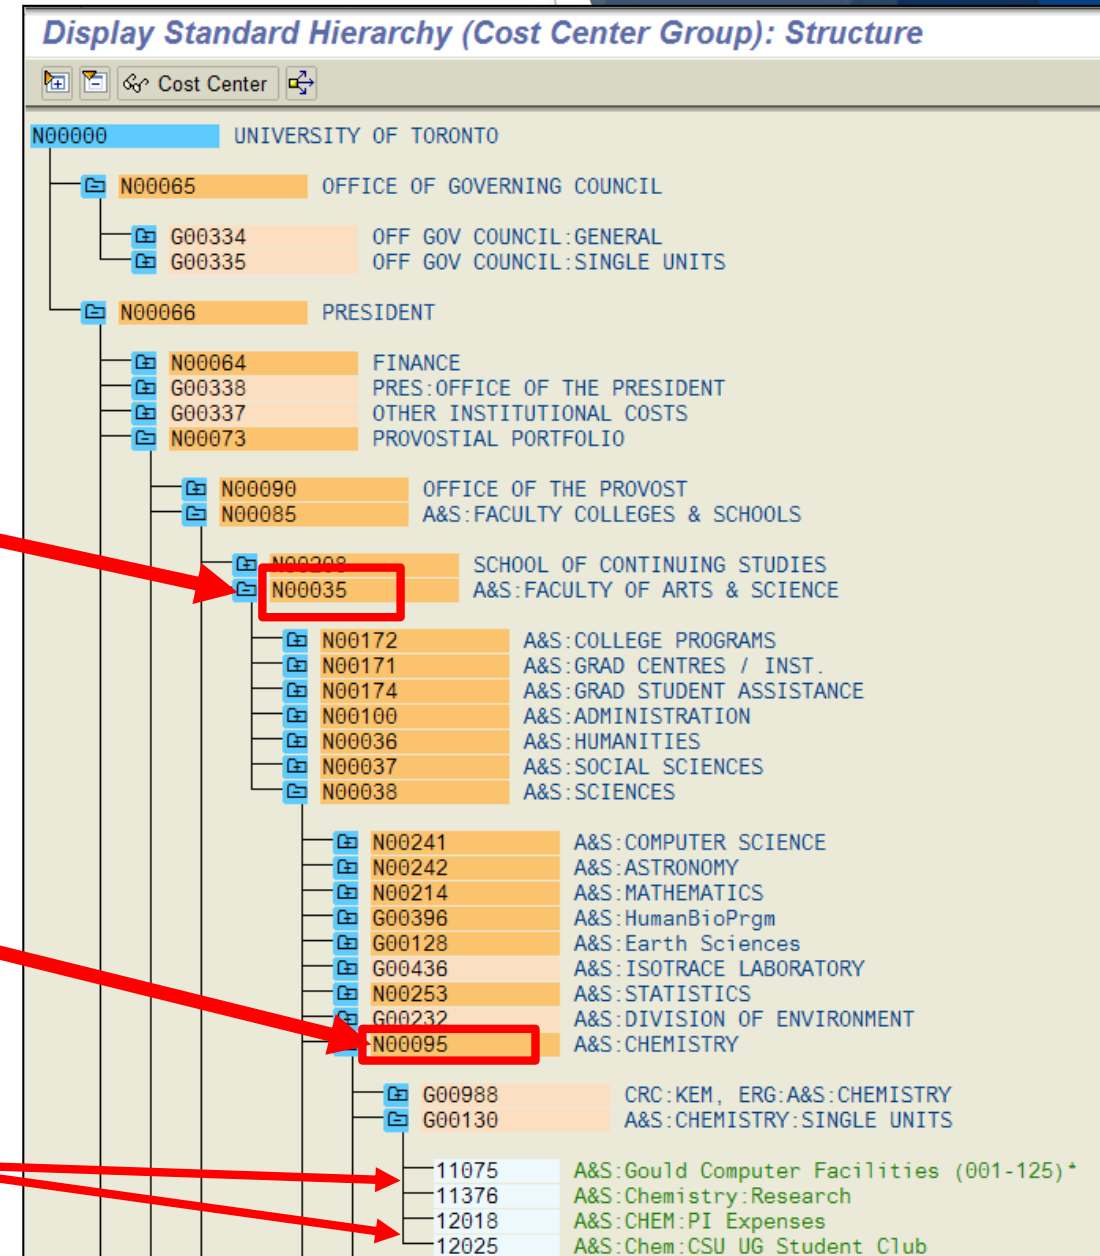 Display Standard Hierarchy (Cost Center Group): Structure
Cost Center
N00000 UNIVERSITY OF TORONTO
N00065 OFFICE OF GOVERNING COUNCIL
G00334 OFF GOV COUNCIL:GENERAL
G00335 OFF GOV COUNCIL:SINGLE UNITS
N00066 PRESIDENT
N00064 FINANCE
G00338 PRES:OFFICE OF THE PRESIDENT
G00337 OTHER INSTITUTIONAL COSTS
N00073 PROVOSTIAL PORTFOLIO
N00090 OFFICE OF THE PROVOST
N00085 A&S:FACULTY COLLEGES & SCHOOLS
N00208 SCHOOL OF CONTINUING STUDIES
N00035 A&S:FACULTY OF ARTS & SCIENCE
N00172 A&S:COLLEGE PROGRAMS
N00171 A&S:GRAD CENTRES / INST.
N00174 A&S:GRAD STUDENT ASSISTANCE
N00100 A&S:ADMINISTRATION
N00036 A&S:HUMANITIES
N00037 A&S:SOCIAL SCIENCES
N00038 A&S:SCIENCES
N00241 A&S:COMPUTER SCIENCE
N00242 A&S:ASTRONOMY
N00214 A&S:MATHEMATICS
G00396 A&S:HumanBioPrgm
G00128 A&S:Earth Sciences
G00436 A&S:ISOTRACE LABORATORY
N00253 A&S:STATISTICS
G00232 A&S:DIVISION OF ENVIRONMENT
N00095 A&S:CHEMISTRY
G00988 CRC:KEM, ERG:A&S:CHEMISTRY
G00130 A&S:CHEMISTRY:SINGLE UNITS
11075 A&S:Gould Computer Facilities (001-125)*
11376 A&S:Chemistry:Research
12018 A&S:CHEM:PI Expenses
12025 A&S:Chem:CSU UG Student Club